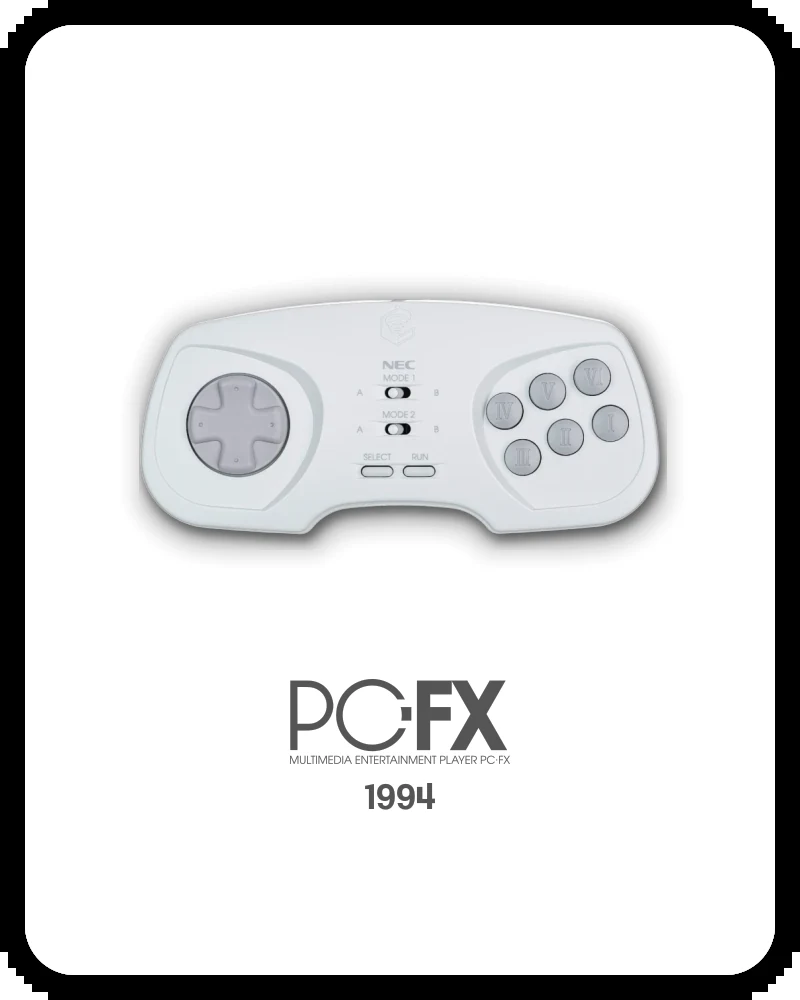 NEC
MODE 1
A B
MODE 2
A B
SELECT RUN
IV V VI
III II I
PC-FX
MULTIMEDIA ENTERTAINMENT PLAYER PC·FX
1994